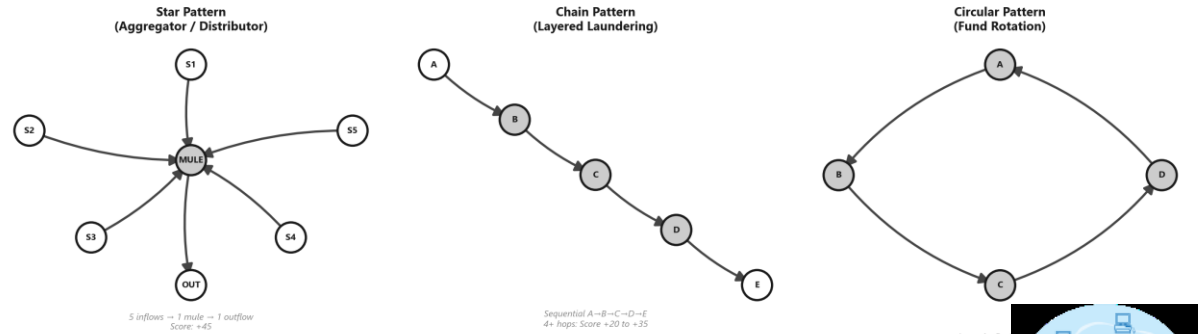 Star Pattern
(Aggregator / Distributor)
S1
S2
S5
MULE
S3
S4
OUT
5 inflows → 1 mule → 1 outflow
Score: +45
Chain Pattern
(Layered Laundering)
A
B
C
D
E
Sequential A→B→C→D→E
4+ hops: Score +20 to +35
Circular Pattern
(Fund Rotation)
A
B
D
C